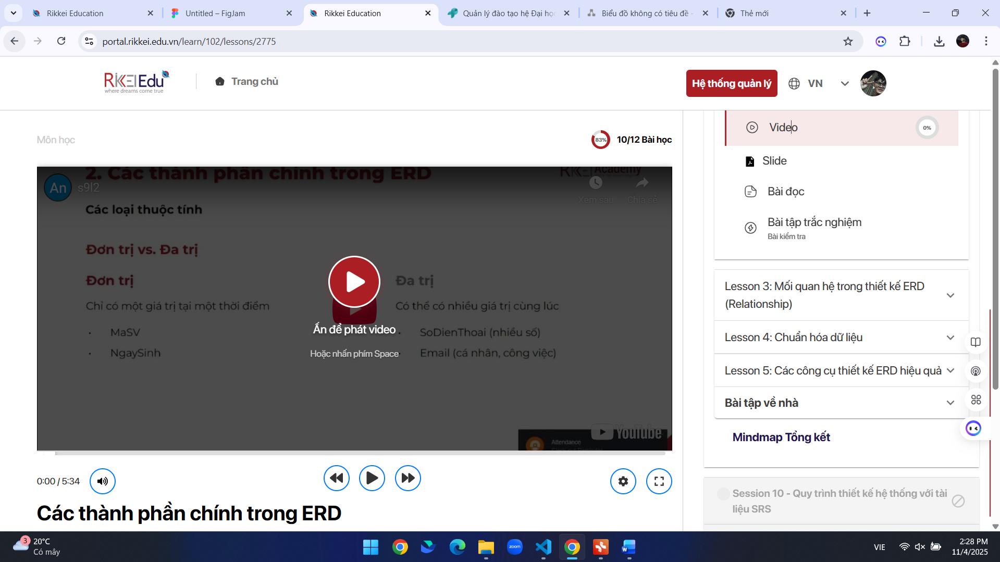 Rikkei Education
Untitled – FigJam
Rikkei Education
Quản lý đào tạo hệ Đại học
Biểu đồ không có tiêu đề -
Thẻ mới
portal.rikkei.edu.vn/learn/102/lessons/2775
RIKKEI Edu
where dreams come true
Trang chủ
Hệ thống quản lý
VN
Môn học
83%
10/12 Bài học
2. Các thành phần chính trong ERD
RIKKEI Academy
An
s9l2
Xem sau
Chia sẻ
Các loại thuộc tính
Đơn trị vs. Đa trị
Đơn trị
Đa trị
Chỉ có một giá trị tại một thời điểm
Có thể có nhiều giá trị cùng lúc
Ấn để phát video
• MaSV
• SoDienThoai (nhiều số)
Hoặc nhấn phím Space
• NgaySinh
• Email (cá nhân, công việc)
YouTube
Attendance
0:00 / 5:34
Các thành phần chính trong ERD
Video
0%
Slide
Bài đọc
Bài tập trắc nghiệm
Bài kiểm tra
Lesson 3: Mối quan hệ trong thiết kế ERD
(Relationship)
Lesson 4: Chuẩn hóa dữ liệu
Lesson 5: Các công cụ thiết kế ERD hiệu quả
Bài tập về nhà
Mindmap Tổng kết
Session 10 - Quy trình thiết kế hệ thống với tài
liệu SRS
3
20°C
Có mây
zoom
W
VIE
2:28 PM
11/4/2025